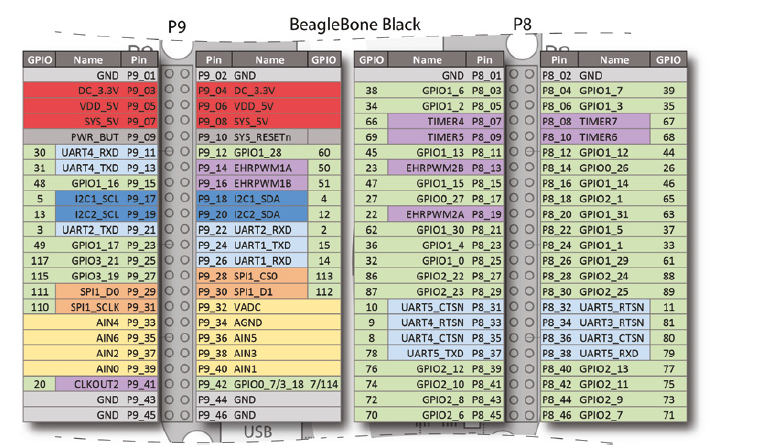 BeagleBone Black
P9 P8
GPIO Name Pin Pin Name GPIO GPIO Name Pin Pin Name GPIO
GND P9_01 P9_02 GND GND P8_01 P8_02 GND
DC_3.3V P9_03 P9_04 DC_3.3V 38 GPIO1_6 P8_03 P8_04 GPIO1_7 39
VDD_5V P9_05 P9_06 VDD_5V 34 GPIO1_2 P8_05 P8_06 GPIO1_3 35
SYS_5V P9_07 P9_08 SYS_5V 66 TIMER4 P8_07 P8_08 TIMER7 67
PWR_BUT P9_09 P9_10 SYS_RESETn 69 TIMER5 P8_09 P8_10 TIMER6 68
30 UART4_RXD P9_11 P9_12 GPIO1_28 60 45 GPIO1_13 P8_11 P8_12 GPIO1_12 44
31 UART4_TXD P9_13 P9_14 EHRPWM1A 50 23 EHRPWM2B P8_13 P8_14 GPIO0_26 26
48 GPIO1_16 P9_15 P9_16 EHRPWM1B 51 47 GPIO1_15 P8_15 P8_16 GPIO1_14 46
5 I2C1_SCL P9_17 P9_18 I2C1_SDA 4 27 GPIO0_27 P8_17 P8_18 GPIO2_1 65
13 I2C2_SCL P9_19 P9_20 I2C2_SDA 12 22 EHRPWM2A P8_19 P8_20 GPIO1_31 63
3 UART2_TXD P9_21 P9_22 UART2_RXD 2 62 GPIO1_30 P8_21 P8_22 GPIO1_5 37
49 GPIO1_17 P9_23 P9_24 UART1_TXD 15 36 GPIO1_4 P8_23 P8_24 GPIO1_1 33
117 GPIO3_21 P9_25 P9_26 UART1_RXD 14 32 GPIO1_0 P8_25 P8_26 GPIO1_29 61
115 GPIO3_19 P9_27 P9_28 SPI1_CSO 113 86 GPIO2_22 P8_27 P8_28 GPIO2_24 88
111 SPI1_D0 P9_29 P9_30 SPI1_D1 112 87 GPIO2_23 P8_29 P8_30 GPIO2_25 89
110 SPI1_SCLK P9_31 P9_32 VADC 10 UART5_CTSN P8_31 P8_32 UART5_RTSN 11
AIN4 P9_33 P9_34 AGND 9 UART4_RTSN P8_33 P8_34 UART3_RTSN 81
AIN6 P9_35 P9_36 AIN5 8 UART4_CTSN P8_35 P8_36 UART3_CTSN 80
AIN2 P9_37 P9_38 AIN3 78 UART5_TXD P8_37 P8_38 UART5_RXD 79
AIN0 P9_39 P9_40 AIN1 76 GPIO2_12 P8_39 P8_40 GPIO2_13 77
20 CLKOUT2 P9_41 P9_42 GPIO0_7/3_18 7/114 74 GPIO2_10 P8_41 P8_42 GPIO2_11 75
GND P9_43 P9_44 GND 72 GPIO2_8 P8_43 P8_44 GPIO2_9 73
GND P9_45 P9_46 GND 70 GPIO2_6 P8_45 P8_46 GPIO2_7 71
USB